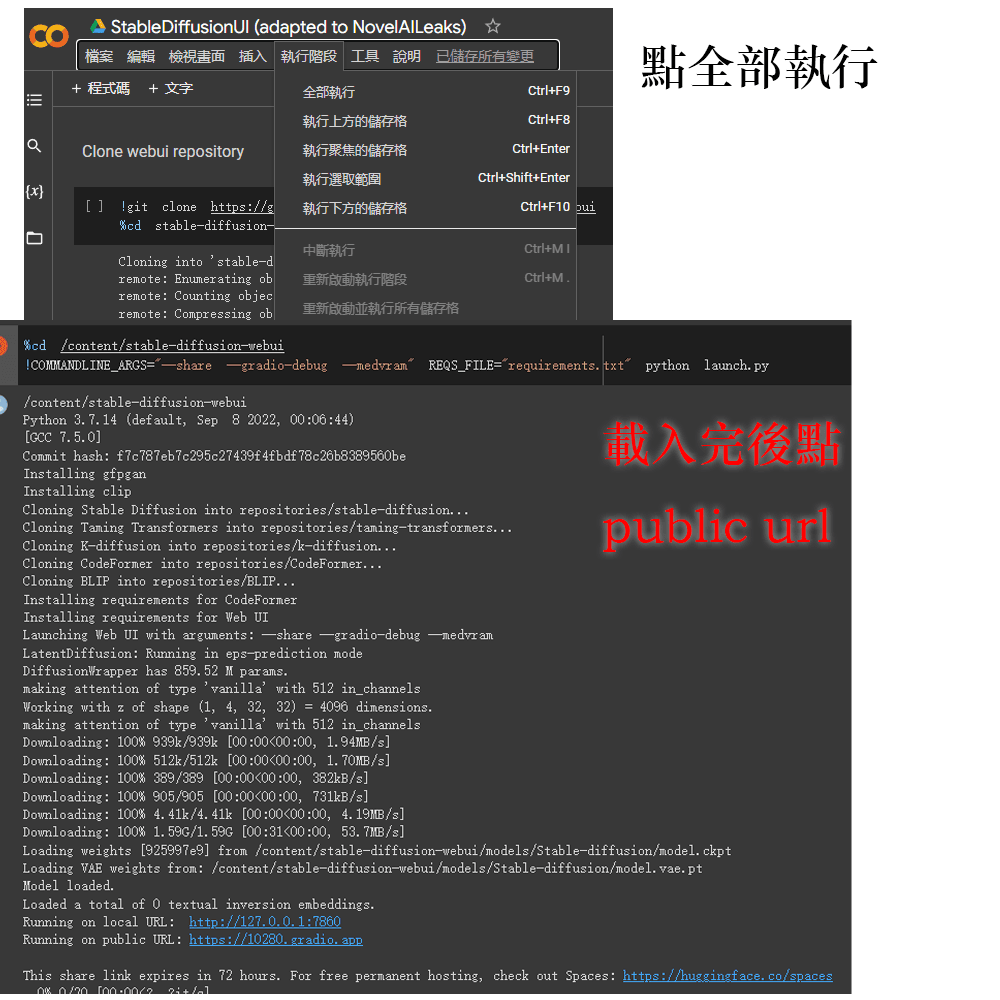 StableDiffusionUI (adapted to NovelAILeaks)
檔案 編輯 檢視畫面 插入 執行階段 工具 說明 已儲存所有變更
點全部執行
+ 程式碼 + 文字
全部執行 Ctrl+F9
執行上方的儲存格 Ctrl+F8
執行聚焦的儲存格 Ctrl+Enter
執行選取範圍 Ctrl+Shift+Enter
執行下方的儲存格 Ctrl+F10
中斷執行 Ctrl+M I
重新啟動執行階段 Ctrl+M .
重新啟動並執行所有儲存格
{x}
Clone webui repository
[ ] !git clone https://g
%cd stable-diffusion-
Cloning into 'stable-d
remote: Enumerating ob
remote: Counting objec
remote: Compressing ob
%cd /content/stable-diffusion-webui
!COMMANDLINE_ARGS="--share --gradio-debug --medvram" REQS_FILE="requirements.txt" python launch.py
/content/stable-diffusion-webui
Python 3.7.14 (default, Sep 8 2022, 00:06:44)
[GCC 7.5.0]
Commit hash: f7c787eb7c295c27439f4fbdf78c26b8389560be
Installing gfpgan
Installing clip
Cloning Stable Diffusion into repositories/stable-diffusion...
Cloning Taming Transformers into repositories/taming-transformers...
Cloning K-diffusion into repositories/k-diffusion...
Cloning CodeFormer into repositories/CodeFormer...
Cloning BLIP into repositories/BLIP...
Installing requirements for CodeFormer
Installing requirements for Web UI
Launching Web UI with arguments: --share --gradio-debug --medvram
LatentDiffusion: Running in eps-prediction mode
DiffusionWrapper has 859.52 M params.
making attention of type 'vanilla' with 512 in_channels
Working with z of shape (1, 4, 32, 32) = 4096 dimensions.
making attention of type 'vanilla' with 512 in_channels
Downloading: 100% 939k/939k [00:00<00:00, 1.94MB/s]
Downloading: 100% 512k/512k [00:00<00:00, 1.70MB/s]
Downloading: 100% 389/389 [00:00<00:00, 382kB/s]
Downloading: 100% 905/905 [00:00<00:00, 731kB/s]
Downloading: 100% 4.41k/4.41k [00:00<00:00, 4.19MB/s]
Downloading: 100% 1.59G/1.59G [00:31<00:00, 53.7MB/s]
Loading weights [925997e9] from /content/stable-diffusion-webui/models/Stable-diffusion/model.ckpt
Loading VAE weights from: /content/stable-diffusion-webui/models/Stable-diffusion/model.vae.pt
Model loaded.
Loaded a total of 0 textual inversion embeddings.
Running on local URL: http://127.0.0.1:7860
Running on public URL: https://10280.gradio.app
This share link expires in 72 hours. For free permanent hosting, check out Spaces: https://huggingface.co/spaces
載入完後點
public url